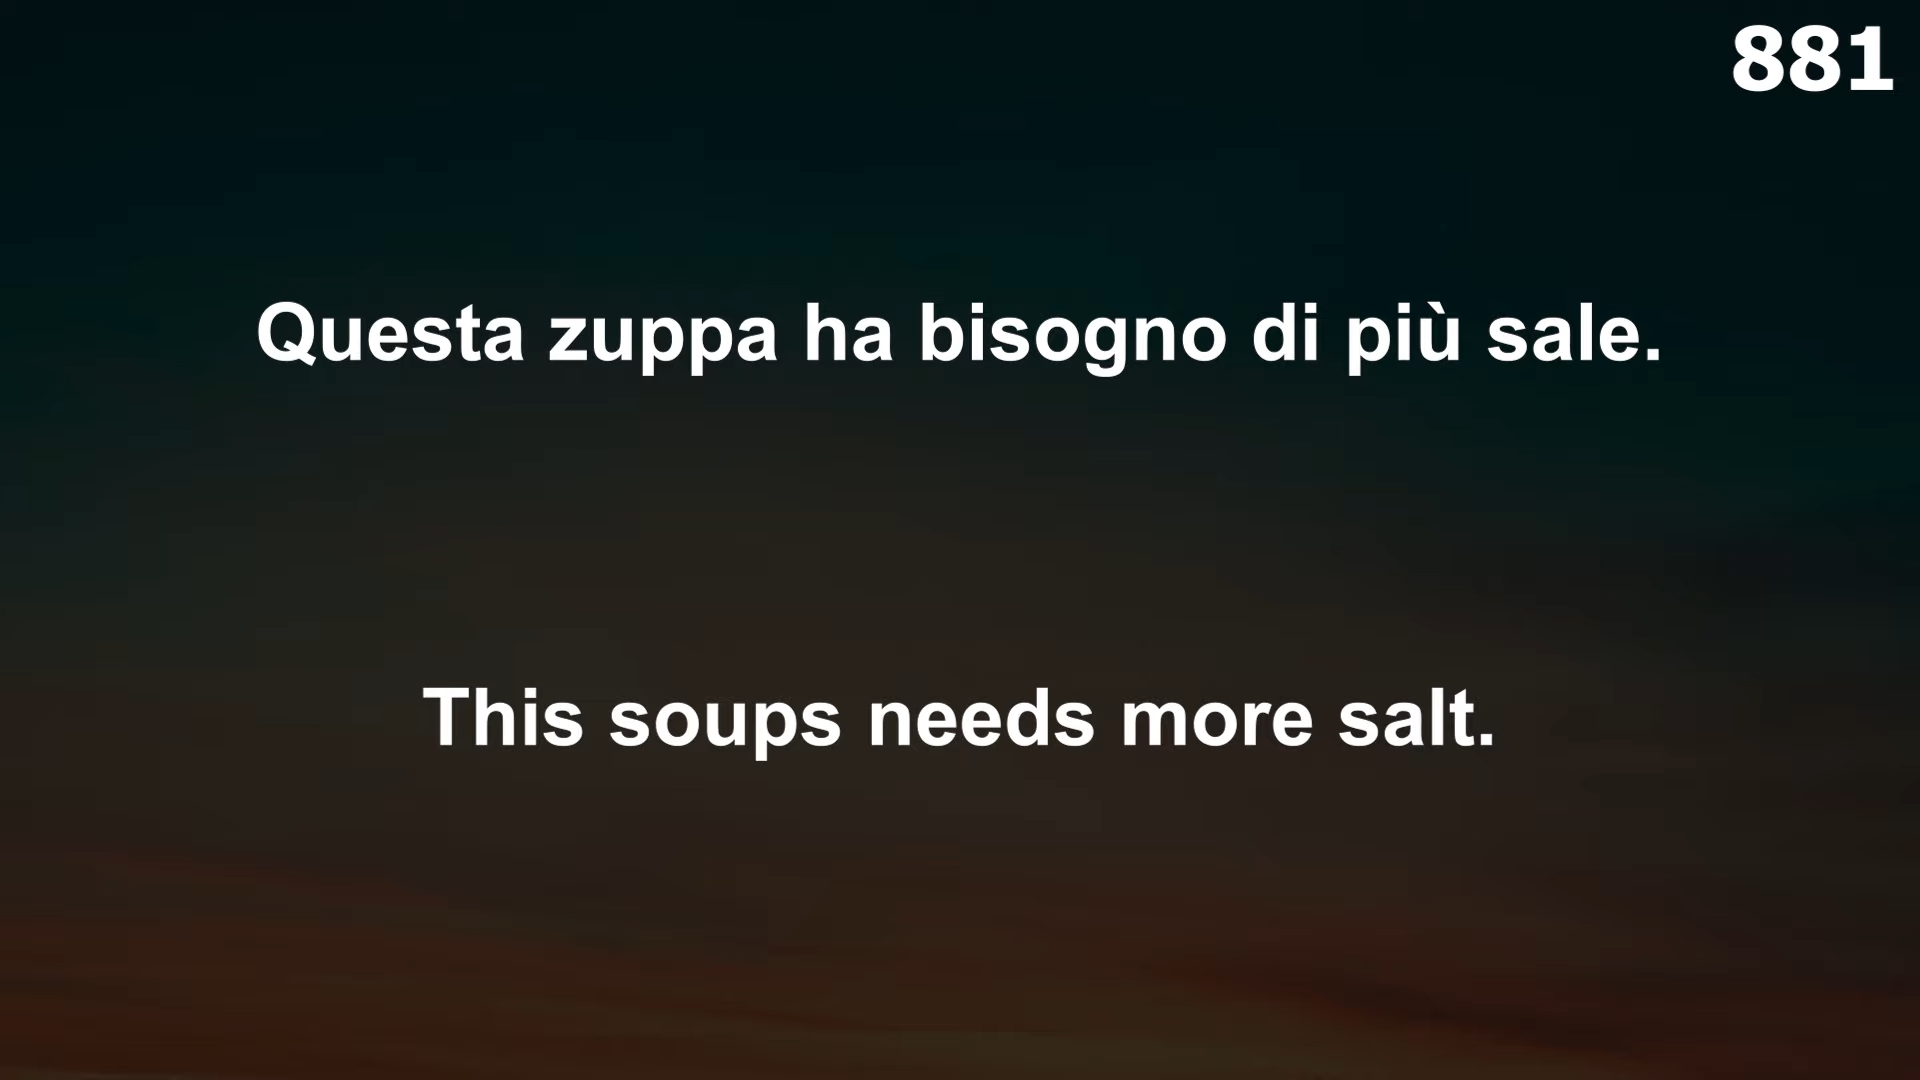 881
Questa zuppa ha bisogno di più sale.
This soups needs more salt.